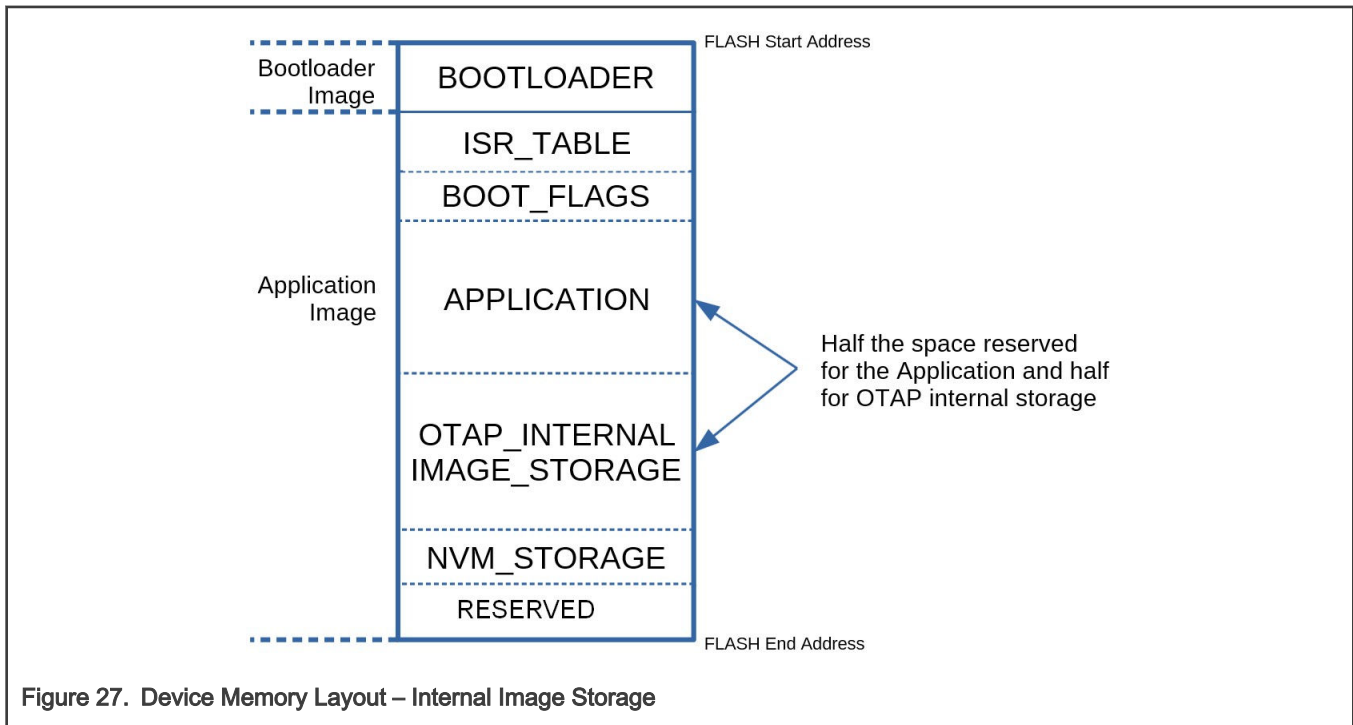 FLASH Start Address
Bootloader
Image
BOOTLOADER
ISR_TABLE
BOOT_FLAGS
Application
Image
APPLICATION
Half the space reserved
for the Application and half
for OTAP internal storage
OTAP_INTERNAL
IMAGE_STORAGE
NVM_STORAGE
RESERVED
FLASH End Address
Figure 27. Device Memory Layout – Internal Image Storage